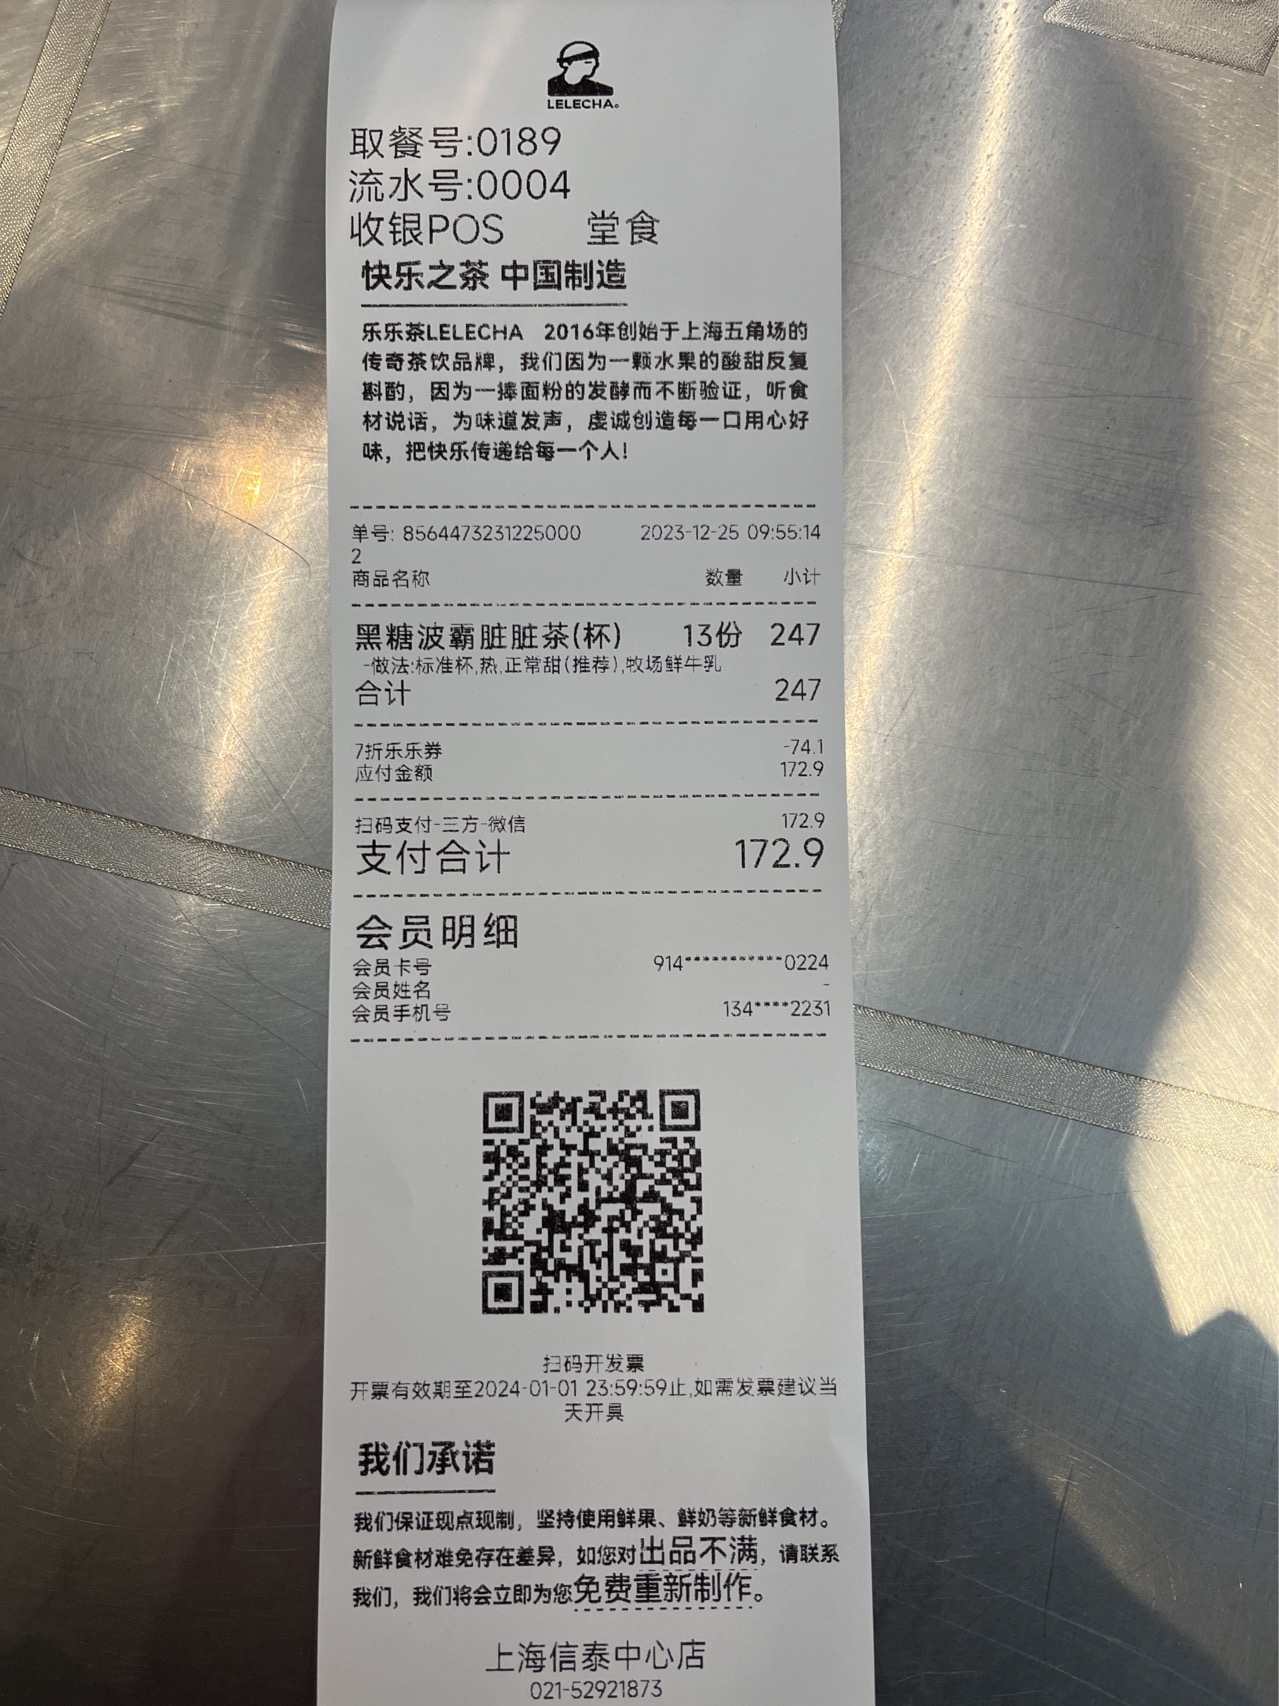 LELECHA
取餐号:0189
流水号:0004
收银POS 堂食
快乐之茶 中国制造
乐乐茶LELECHA 2016年创始于上海五角场的
传奇茶饮品牌，我们因为一颗水果的酸甜反复
斟酌，因为一捧面粉的发酵而不断验证，听食
材说话，为味道发声，虔诚创造每一口用心好
味，把快乐传递给每一个人！
单号: 8564473231225000 2023-12-25 09:55:14
2
商品名称 数量 小计
黑糖波霸脏脏茶(杯) 13份 247
-做法:标准杯,热,正常甜(推荐),牧场鲜牛乳
合计 247
7折乐乐券 -74.1
应付金额 172.9
扫码支付-三方-微信 172.9
支付合计 172.9
会员明细
会员卡号 914************0224
会员姓名 -
会员手机号 134****2231
扫码开发票
开票有效期至2024-01-01 23:59:59止,如需发票建议当
天开具
我们承诺
我们保证现点现制，坚持使用鲜果、鲜奶等新鲜食材。
新鲜食材难免存在差异，如您对出品不满，请联系
我们，我们将会立即为您免费重新制作。
上海信泰中心店
021-52921873